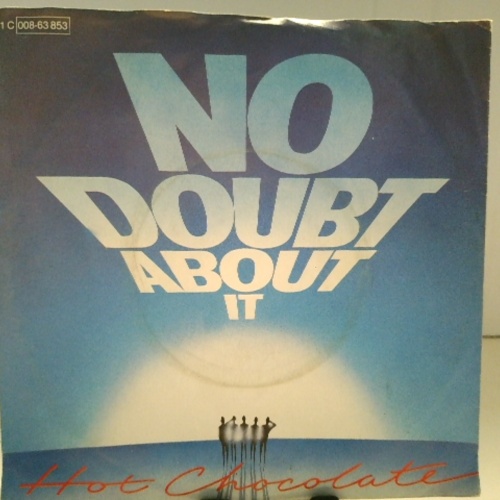 1 C 008-63 853
NO
DOUBT
ABOUT
IT
Hot Chocolate